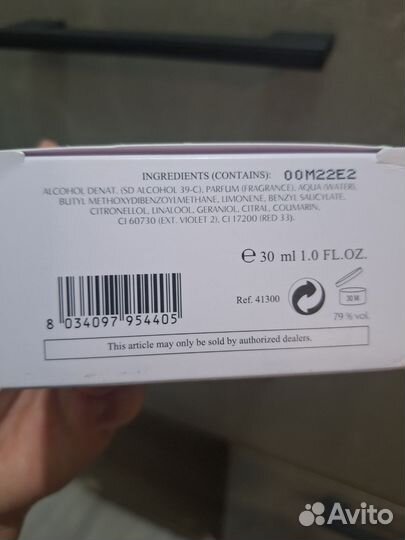 INGREDIENTS (CONTAINS): 00M22E2
ALCOHOL DENAT. (SD ALCOHOL 39-C), PARFUM (FRAGRANCE), AQUA (WATER),
BUTYL METHOXYDIBENZOYLMETHANE, LIMONENE, BENZYL SALICYLATE,
CITRONELLOL, LINALOOL, GERANIOL, CITRAL, COUMARIN,
CI 60730 (EXT. VIOLET 2), CI 17200 (RED 33).
℮ 30 ml 1.0 FL.OZ.
Ref. 41300
30 M
79 % vol.
8 034097 954405
This article may only be sold by authorized dealers.
Avito